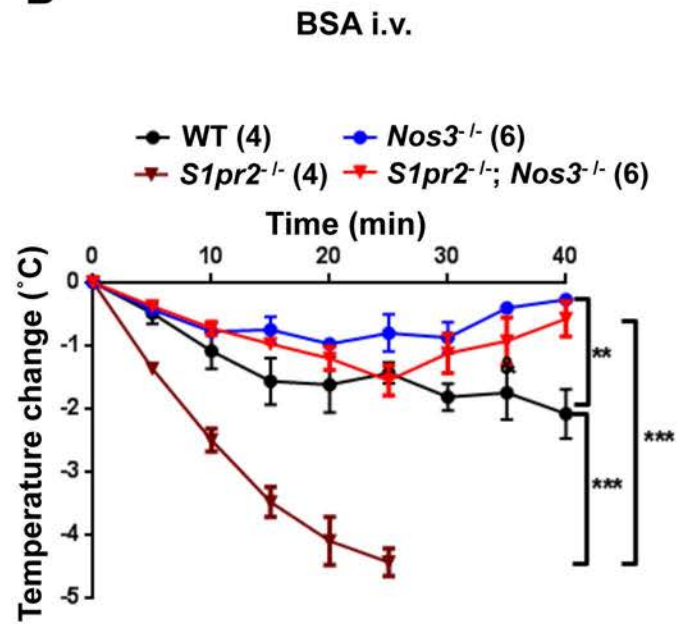 BSA i.v.
WT (4) Nos3-/- (6)
S1pr2-/- (4) S1pr2-/-; Nos3-/- (6)
Time (min)
0 10 20 30 40
Temperature change (˚C)
0
-1
-2
-3
-4
-5
&
**
***
***